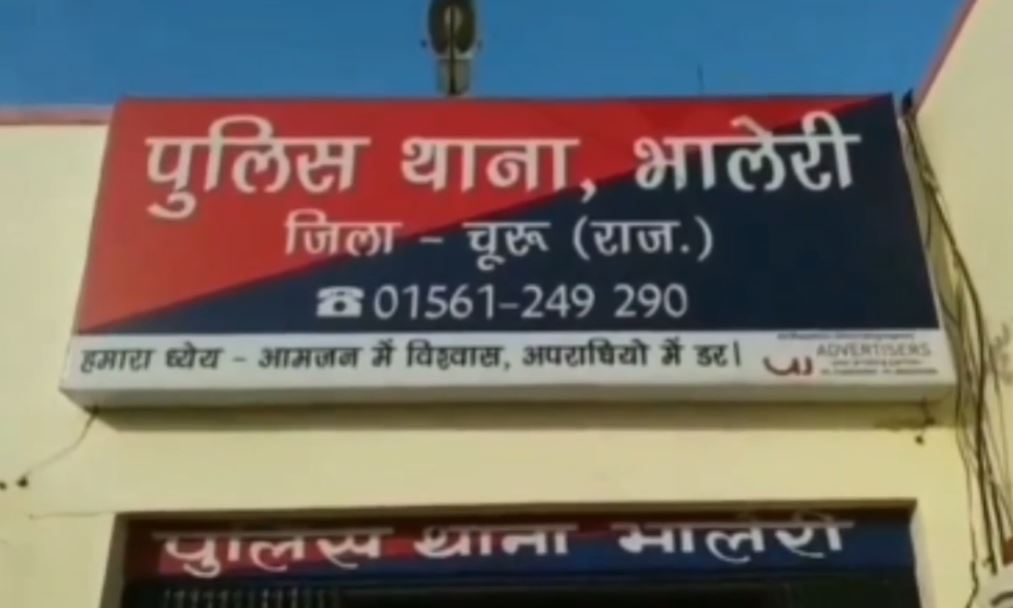 पुलिस थाना, भालेरी
जिला - चूरू (राज.)
☎ 01561-249 290
हमारा ध्येय - आमजन में विश्वास, अपराधियो में डर।
ADVERTISERS
पुलिस थाना भालेरी